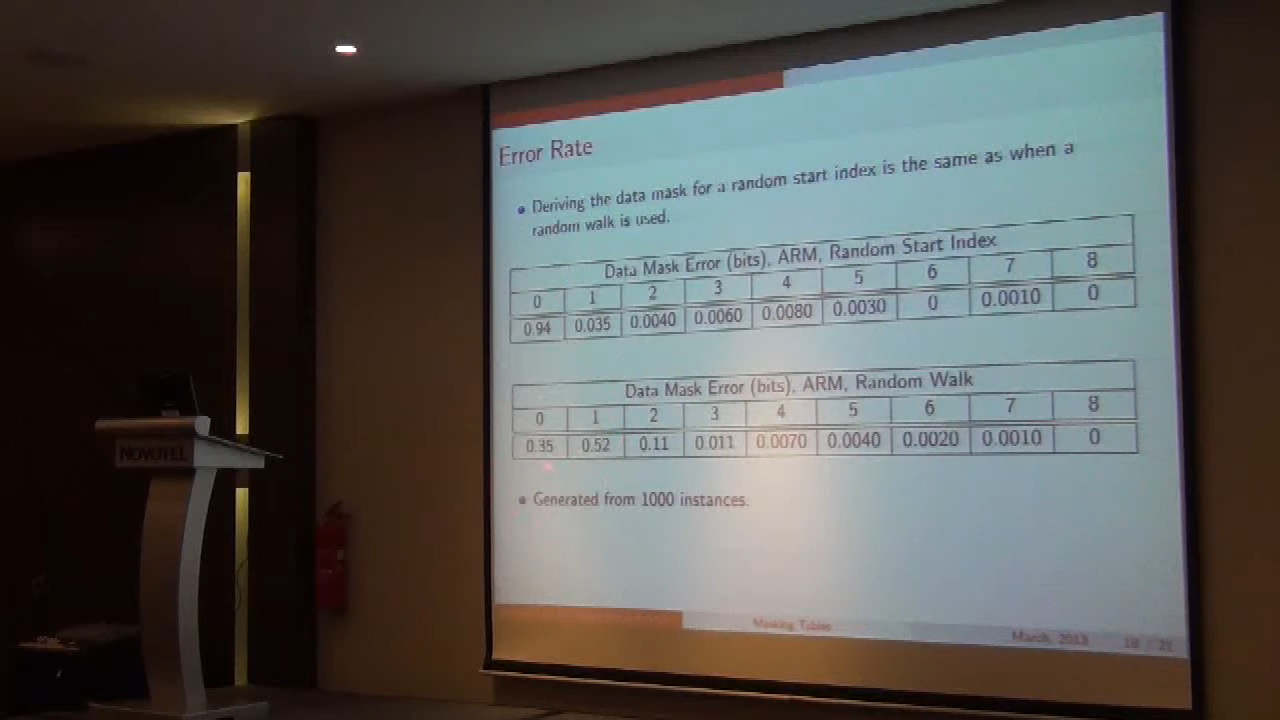 Error Rate
Deriving the data mask for a random start index is the same as when a
random walk is used.
Data Mask Error (bits), ARM, Random Start Index
0 1 2 3 4 5 6 7 8
0.94 0.035 0.0040 0.0060 0.0080 0.0030 0 0.0010 0
Data Mask Error (bits), ARM, Random Walk
0 1 2 3 4 5 6 7 8
0.35 0.52 0.11 0.011 0.0070 0.0040 0.0020 0.0010 0
Generated from 1000 instances.
Masking Tables March, 2013 18 / 21
NOVOTEL